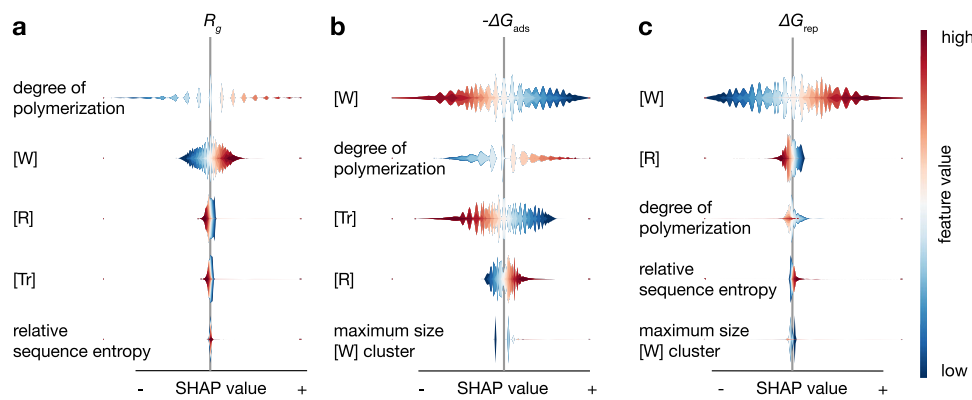 a
R_g
degree of
polymerization
[W]
[R]
[Tr]
relative
sequence entropy
- SHAP value +
b
-ΔG_ads
[W]
degree of
polymerization
[Tr]
[R]
maximum size
[W] cluster
- SHAP value +
c
ΔG_rep
[W]
[R]
degree of
polymerization
relative
sequence entropy
maximum size
[W] cluster
- SHAP value +
high
feature value
low